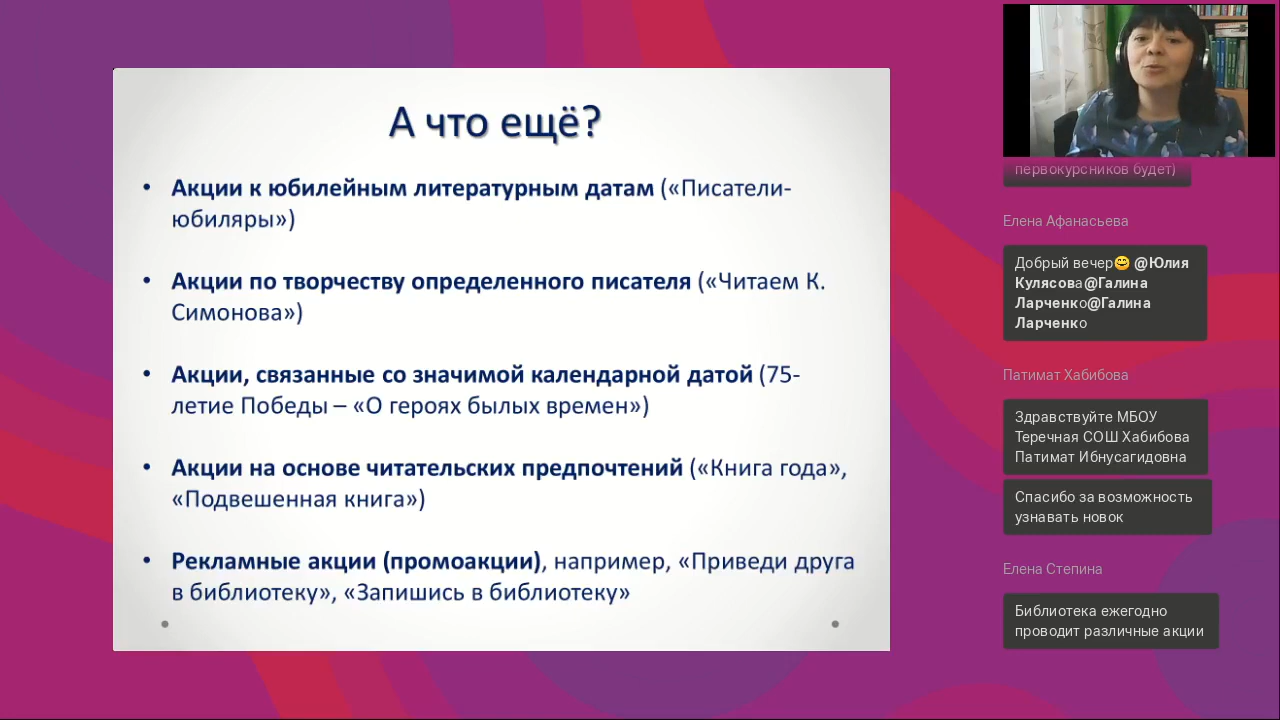 А что ещё?
• Акции к юбилейным литературным датам («Писатели-
юбиляры»)
• Акции по творчеству определенного писателя («Читаем К.
Симонова»)
• Акции, связанные со значимой календарной датой (75-
летие Победы – «О героях былых времен»)
• Акции на основе читательских предпочтений («Книга года»,
«Подвешенная книга»)
• Рекламные акции (промоакции), например, «Приведи друга
в библиотеку», «Запишись в библиотеку»
первокурсников будет)
Елена Афанасьева
Добрый вечер😊 @Юлия
Кулясова@Галина
Ларченко@Галина
Ларченко
Патимат Хабибова
Здравствуйте МБОУ
Теречная СОШ Хабибова
Патимат Ибнусагидовна
Спасибо за возможность
узнавать новок
Елена Степина
Библиотека ежегодно
проводит различные акции